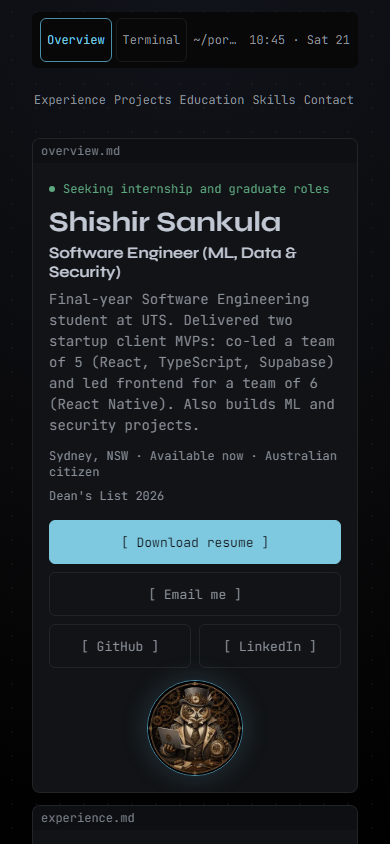 Overview Terminal ~/por… 10:45 · Sat 21
Experience Projects Education Skills Contact
overview.md
Seeking internship and graduate roles
Shishir Sankula
Software Engineer (ML, Data &
Security)
Final-year Software Engineering
student at UTS. Delivered two
startup client MVPs: co-led a team
of 5 (React, TypeScript, Supabase)
and led frontend for a team of 6
(React Native). Also builds ML and
security projects.
Sydney, NSW · Available now · Australian
citizen
Dean's List 2026
[ Download resume ]
[ Email me ]
[ GitHub ] [ LinkedIn ]
experience.md